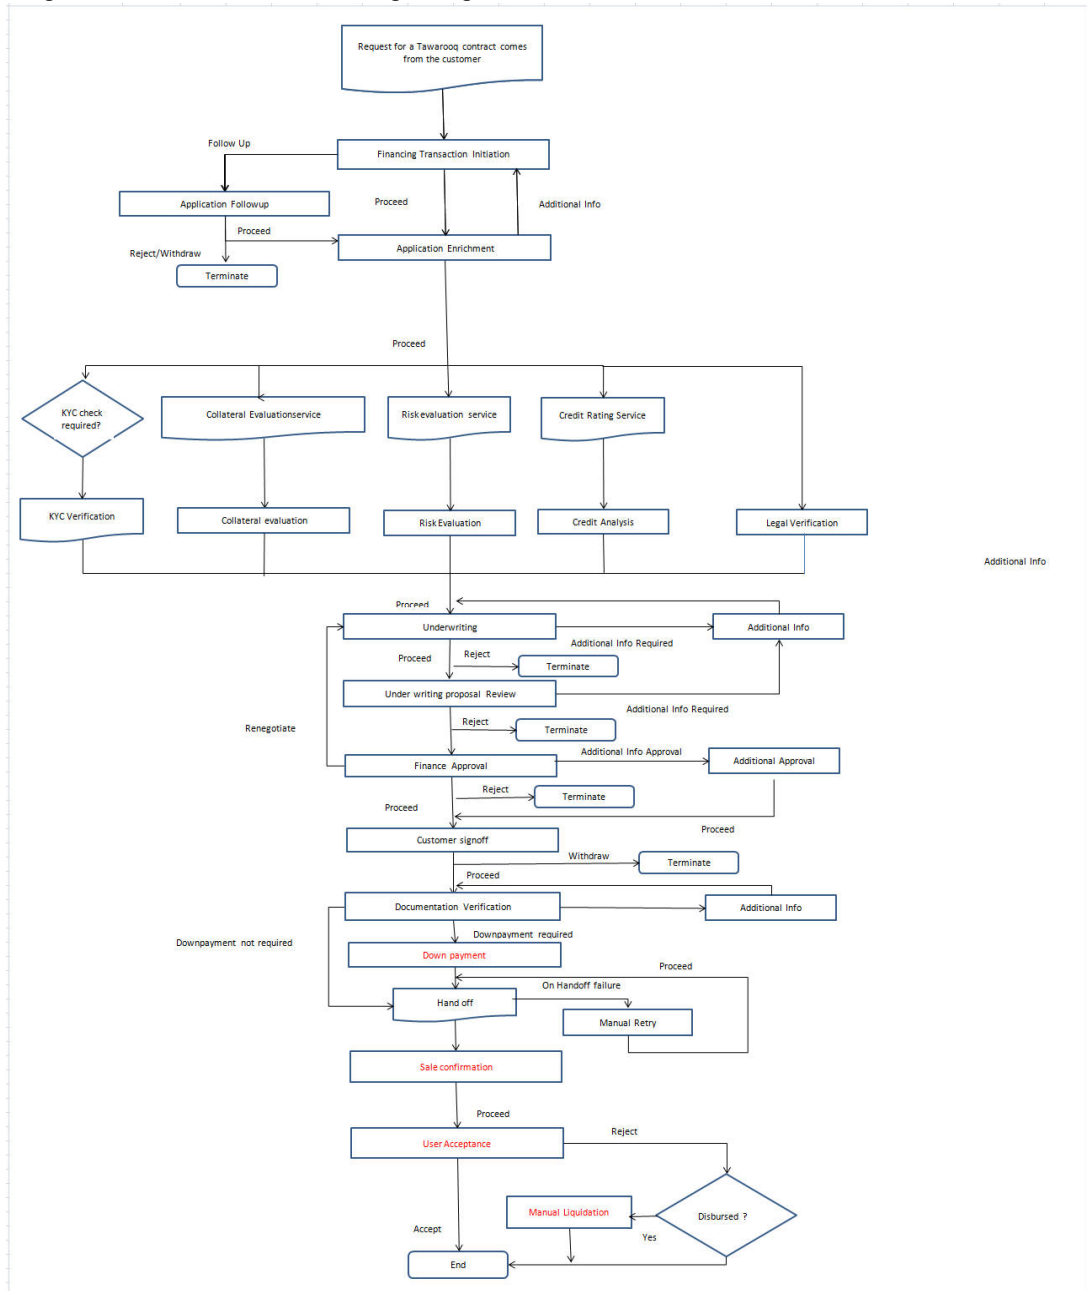 Request for a Tawarooq contract comes
from the customer
Follow Up
Financing Transaction Initiation
Proceed
Additional Info
Application Followup
Proceed
Application Enrichment
Reject/Withdraw
Terminate
Proceed
KYC check
required?
Collateral Evaluationservice
Risk evaluation service
Credit Rating Service
KYC Verification
Collateral evaluation
Risk Evaluation
Credit Analysis
Legal Verification
Additional Info
Proceed
Underwriting
Additional Info
Additional Info Required
Proceed
Reject
Terminate
Under writing proposal Review
Additional Info Required
Renegotiate
Reject
Terminate
Additional Info Approval
Finance Approval
Additional Approval
Reject
Terminate
Proceed
Proceed
Customer signoff
Withdraw
Terminate
Proceed
Documentation Verification
Additional Info
Downpayment not required
Downpayment required
Down payment
Proceed
On Handoff failure
Hand off
Manual Retry
Sale confirmation
Proceed
User Acceptance
Reject
Manual Liquidation
Disbursed ?
Yes
Accept
End